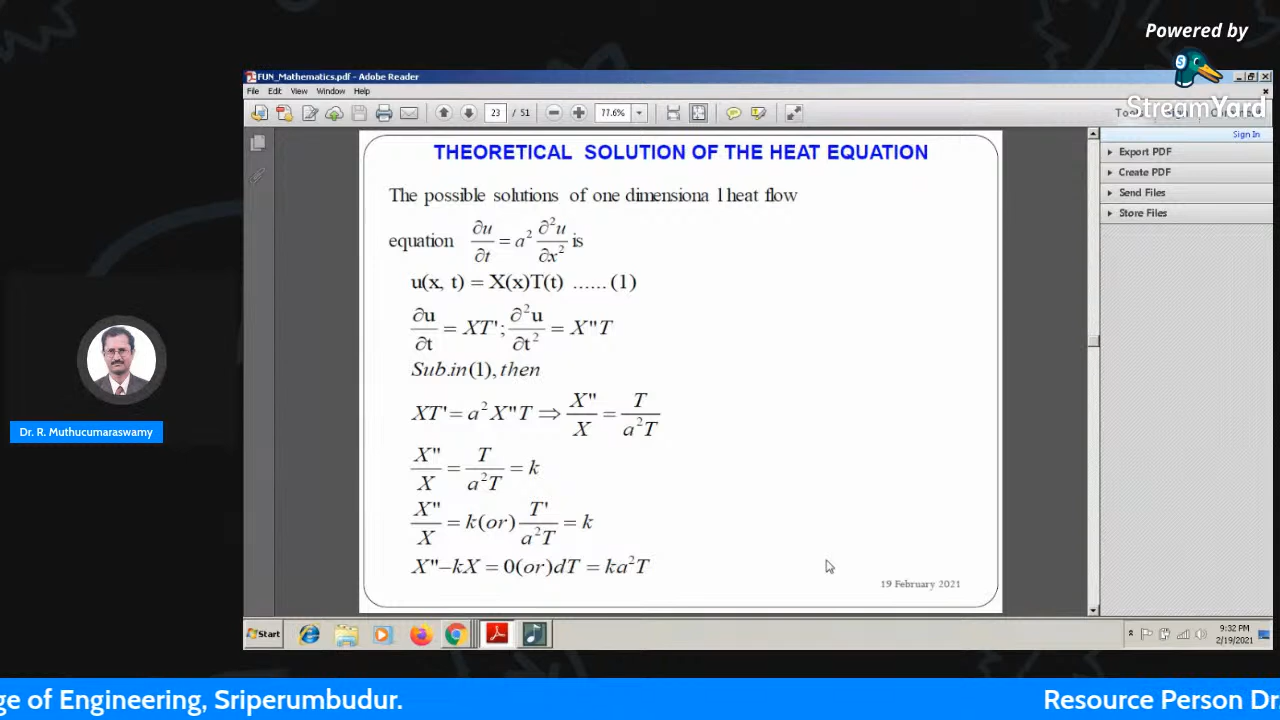 Powered by
StreamYard
FUN_Mathematics.pdf - Adobe Reader
File Edit View Window Help
23 / 51 77.6%
Sign In
Export PDF
Create PDF
Send Files
Store Files
THEORETICAL SOLUTION OF THE HEAT EQUATION
The possible solutions of one dimensiona l heat flow
equation ∂u/∂t = a² ∂²u/∂x² is
u(x, t) = X(x)T(t) ...... (1)
∂u/∂t = XT' ; ∂²u/∂t² = X"T
Sub.in(1), then
XT' = a² X"T ⇒ X"/X = T/a²T
X"/X = T/a²T = k
X"/X = k(or) T'/a²T = k
X"–kX = 0(or)dT = ka²T
19 February 2021
Dr. R. Muthucumaraswamy
Start
9:32 PM
2/19/2021
ge of Engineering, Sriperumbudur.
Resource Person Dr.